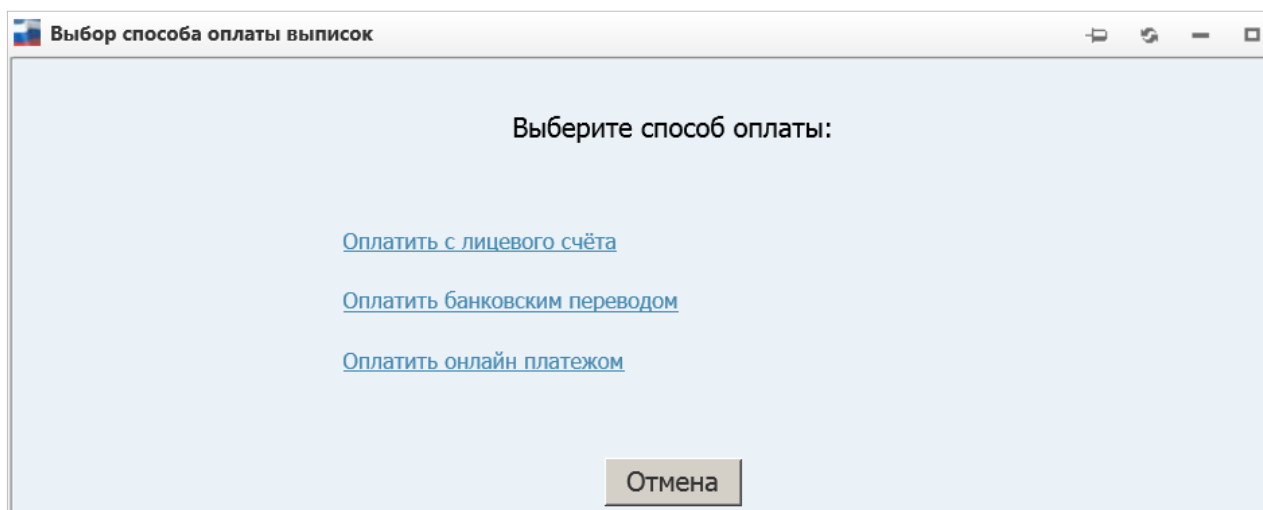 Выбор способа оплаты выписок
Выберите способ оплаты:
Оплатить с лицевого счёта
Оплатить банковским переводом
Оплатить онлайн платежом
Отмена